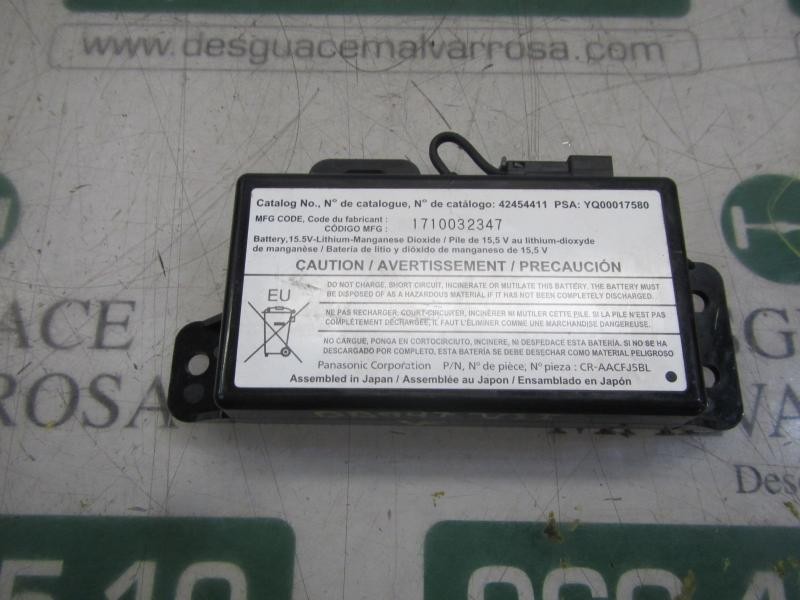 www.desguacemalvarrosa.com
Catalog No., Nº de catalogue, Nº de catálogo: 42454411 PSA: YQ00017580
MFG CODE, Code du fabricant :
CÓDIGO MFG :
1710032347
Battery,15.5V-Lithium-Manganese Dioxide / Pile de 15,5 V au lithium-dioxyde
de manganèse / Batería de litio y dióxido de manganeso de 15,5 V
CAUTION / AVERTISSEMENT / PRECAUCIÓN
EU
DO NOT CHARGE, SHORT CIRCUIT, INCINERATE OR MUTILATE THIS BATTERY. THE BATTERY MUST
BE DISPOSED OF AS A HAZARDOUS MATERIAL IF IT HAS NOT BEEN COMPLETELY DISCHARGED.
NE PAS RECHARGER, COURT-CIRCUITER, INCINÉRER NI MUTILER CETTE PILE. SI LA PILE N'EST PAS
COMPLÈTEMENT DÉCHARGÉE, IL FAUT L'ÉLIMINER COMME UNE MARCHANDISE DANGEREUSE.
NO CARGUE, PONGA EN CORTOCIRCUITO, INCINERE, NI DESPEDACE ESTA BATERÍA. SI NO SE HA
DESCARGADO POR COMPLETO, ESTA BATERÍA SE DEBE DESECHAR COMO MATERIAL PELIGROSO
Panasonic Corporation P/N, Nº de pièce, Nº pieza : CR-AACFJ5BL
Assembled in Japan / Assemblée au Japon / Ensamblado en Japón
ACE
ROSA